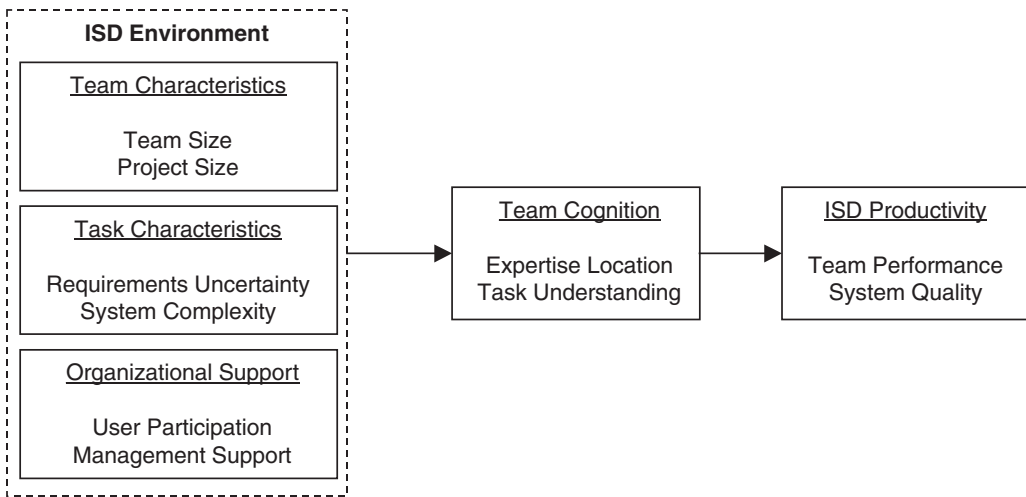 ISD Environment
Team Characteristics
Team Size
Project Size
Task Characteristics
Requirements Uncertainty
System Complexity
Organizational Support
User Participation
Management Support
Team Cognition
Expertise Location
Task Understanding
ISD Productivity
Team Performance
System Quality